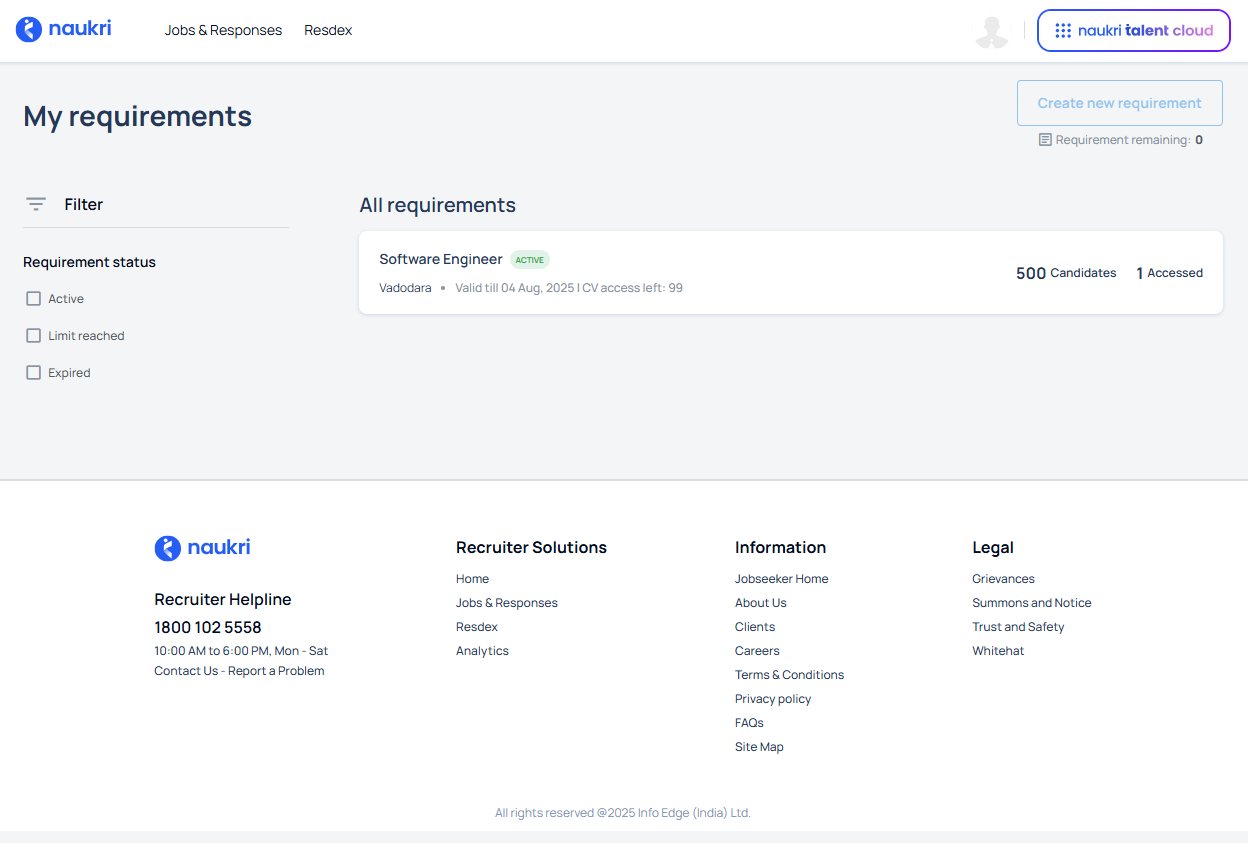 naukri
Jobs & Responses Resdex
naukri talent cloud
My requirements
Create new requirement
Requirement remaining: 0
Filter
Requirement status
Active
Limit reached
Expired
All requirements
Software Engineer ACTIVE
Vadodara • Valid till 04 Aug, 2025 | CV access left: 99
500 Candidates 1 Accessed
naukri
Recruiter Helpline
1800 102 5558
10:00 AM to 6:00 PM, Mon - Sat
Contact Us - Report a Problem
Recruiter Solutions
Home
Jobs & Responses
Resdex
Analytics
Information
Jobseeker Home
About Us
Clients
Careers
Terms & Conditions
Privacy policy
FAQs
Site Map
Legal
Grievances
Summons and Notice
Trust and Safety
Whitehat
All rights reserved @2025 Info Edge (India) Ltd.